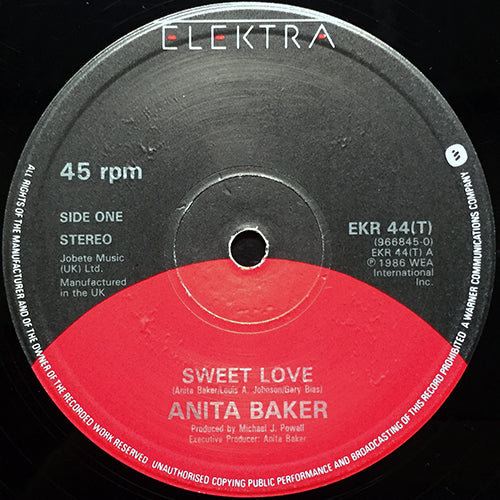 ELEKTRA
45 rpm
SIDE ONE
STEREO
Jobete Music
(UK) Ltd.
Manufactured
in the UK
EKR 44(T)
(966845-0)
EKR 44(T) A
℗ 1986 WEA
International
Inc.
SWEET LOVE
(Anita Baker/Louis A. Johnson/Gary Bias)
ANITA BAKER
Produced by Michael J. Powell
Executive Producer: Anita Baker
ALL RIGHTS OF THE MANUFACTURER AND OF THE OWNER OF THE RECORDED WORK RESERVED. UNAUTHORISED COPYING PUBLIC PERFORMANCE AND BROADCASTING OF THIS RECORD PROHIBITED A WARNER COMMUNICATIONS COMPANY